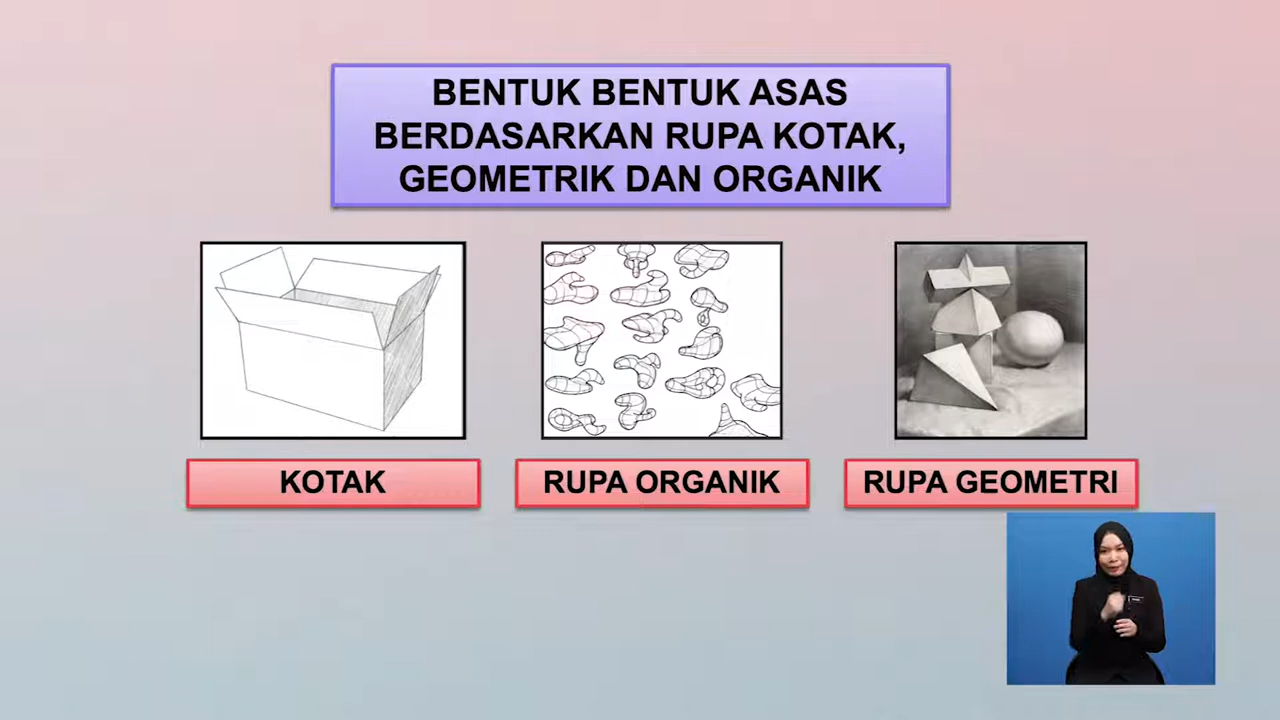 BENTUK BENTUK ASAS
BERDASARKAN RUPA KOTAK,
GEOMETRIK DAN ORGANIK
KOTAK
RUPA ORGANIK
RUPA GEOMETRI